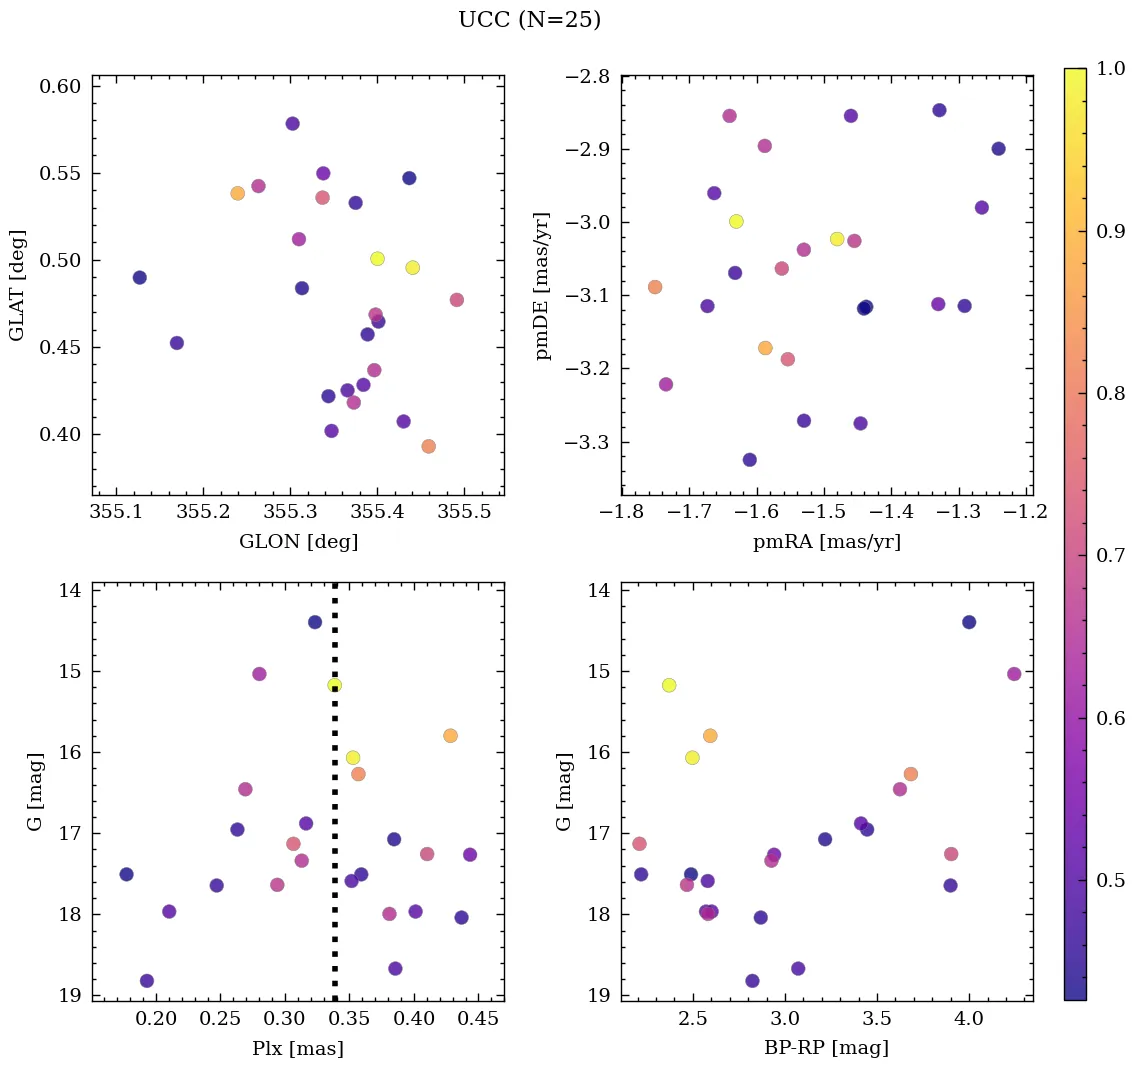 UCC (N=25)
0.60
0.55
0.50
0.45
0.40
GLAT [deg]
355.1 355.2 355.3 355.4 355.5
GLON [deg]
−2.8
−2.9
−3.0
−3.1
−3.2
−3.3
pmDE [mas/yr]
−1.8 −1.7 −1.6 −1.5 −1.4 −1.3 −1.2
pmRA [mas/yr]
14
15
16
17
18
19
G [mag]
0.20 0.25 0.30 0.35 0.40 0.45
Plx [mas]
14
15
16
17
18
19
G [mag]
2.5 3.0 3.5 4.0
BP-RP [mag]
1.0
0.9
0.8
0.7
0.6
0.5